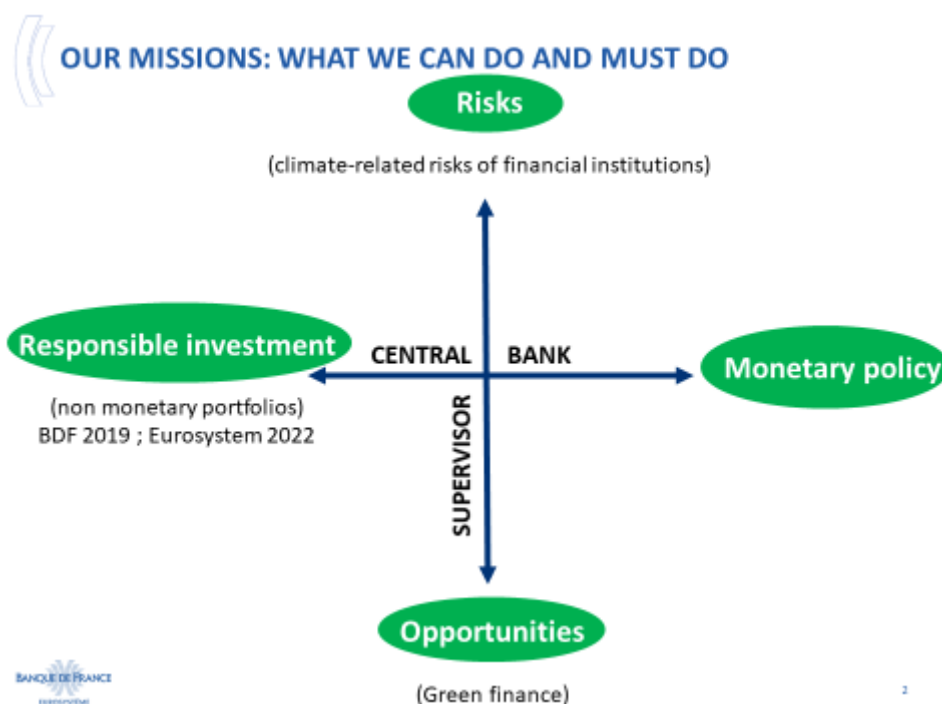 OUR MISSIONS: WHAT WE CAN DO AND MUST DO
Risks
(climate-related risks of financial institutions)
Responsible investment
CENTRAL BANK
Monetary policy
(non monetary portfolios)
BDF 2019 ; Eurosystem 2022
SUPERVISOR
Opportunities
(Green finance)
BANQUE DE FRANCE
EUROSYSTÈME
2